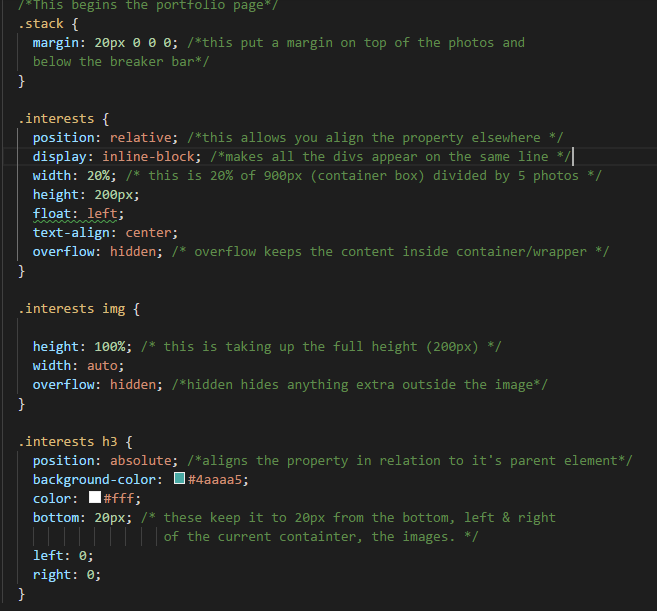 /*This begins the portfolio page*/
.stack {
margin: 20px 0 0 0; /*this put a margin on top of the photos and
below the breaker bar*/
}
.interests {
position: relative; /*this allows you align the property elsewhere */
display: inline-block; /*makes all the divs appear on the same line */
width: 20%; /* this is 20% of 900px (container box) divided by 5 photos */
height: 200px;
float: left;
text-align: center;
overflow: hidden; /* overflow keeps the content inside container/wrapper */
}
.interests img {
height: 100%; /* this is taking up the full height (200px) */
width: auto;
overflow: hidden; /*hidden hides anything extra outside the image*/
}
.interests h3 {
position: absolute; /*aligns the property in relation to it's parent element*/
background-color: #4aaaa5;
color: #fff;
bottom: 20px; /* these keep it to 20px from the bottom, left & right
of the current containter, the images. */
left: 0;
right: 0;
}